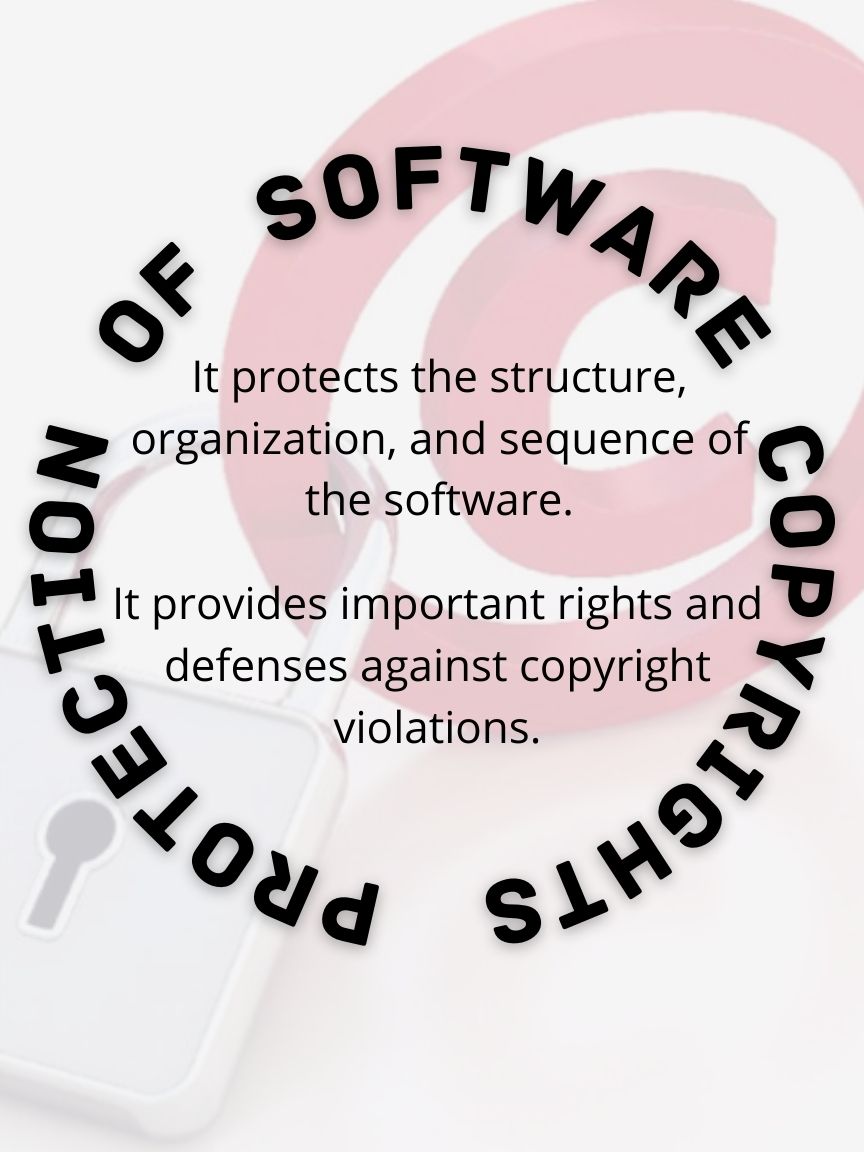 PROTECTION OF SOFTWARE COPYRIGHTS
It protects the structure,
organization, and sequence of
the software.
It provides important rights and
defenses against copyright
violations.